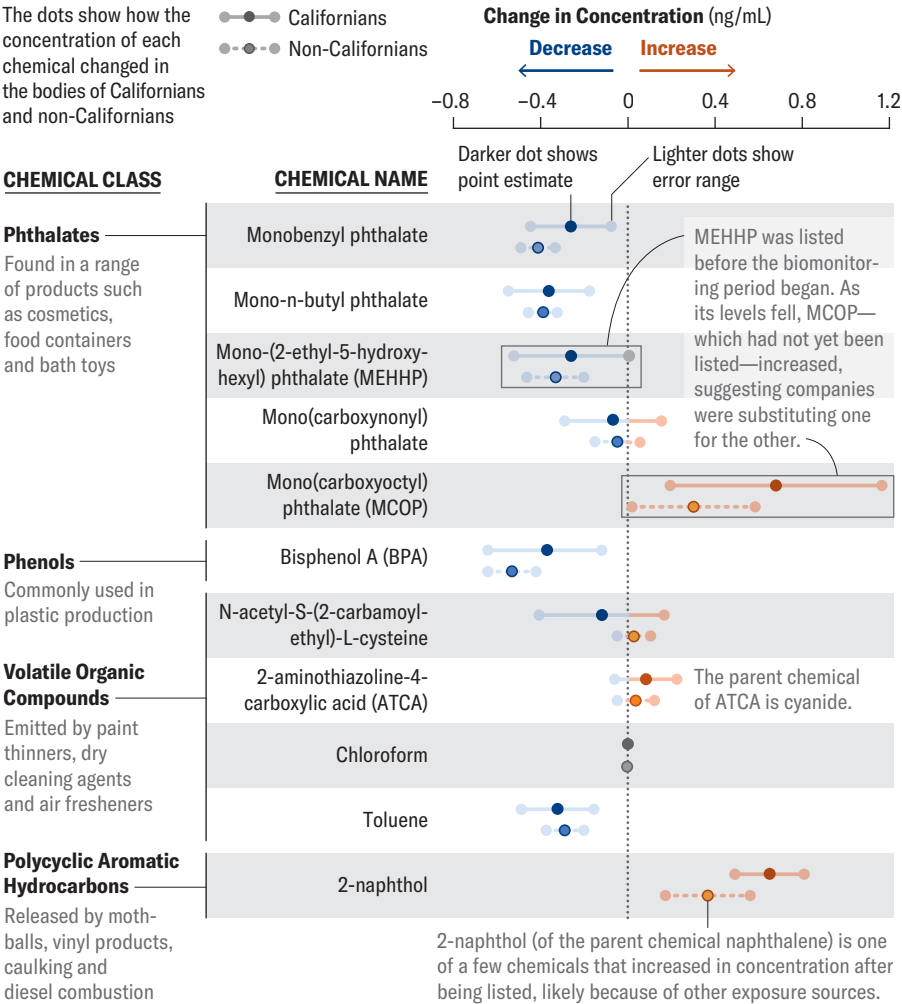 The dots show how the
concentration of each
chemical changed in
the bodies of Californians
and non-Californians
Californians
Non-Californians
Change in Concentration (ng/mL)
Decrease
Increase
−0.8
−0.4
0
0.4
0.8
1.2
Darker dot shows
point estimate
Lighter dots show
error range
CHEMICAL CLASS
CHEMICAL NAME
Phthalates
Found in a range
of products such
as cosmetics,
food containers
and bath toys
Monobenzyl phthalate
Mono-n-butyl phthalate
Mono-(2-ethyl-5-hydroxy-
hexyl) phthalate (MEHHP)
Mono(carboxynonyl)
phthalate
Mono(carboxyoctyl)
phthalate (MCOP)
MEHHP was listed
before the biomonitor-
ing period began. As
its levels fell, MCOP—
which had not yet been
listed—increased,
suggesting companies
were substituting one
for the other.
Phenols
Commonly used in
plastic production
Bisphenol A (BPA)
Volatile Organic
Compounds
Emitted by paint
thinners, dry
cleaning agents
and air fresheners
N-acetyl-S-(2-carbamoyl-
ethyl)-L-cysteine
2-aminothiazoline-4-
carboxylic acid (ATCA)
The parent chemical
of ATCA is cyanide.
Chloroform
Toluene
Polycyclic Aromatic
Hydrocarbons
Released by moth-
balls, vinyl products,
caulking and
diesel combustion
2-naphthol
2-naphthol (of the parent chemical naphthalene) is one
of a few chemicals that increased in concentration after
being listed, likely because of other exposure sources.